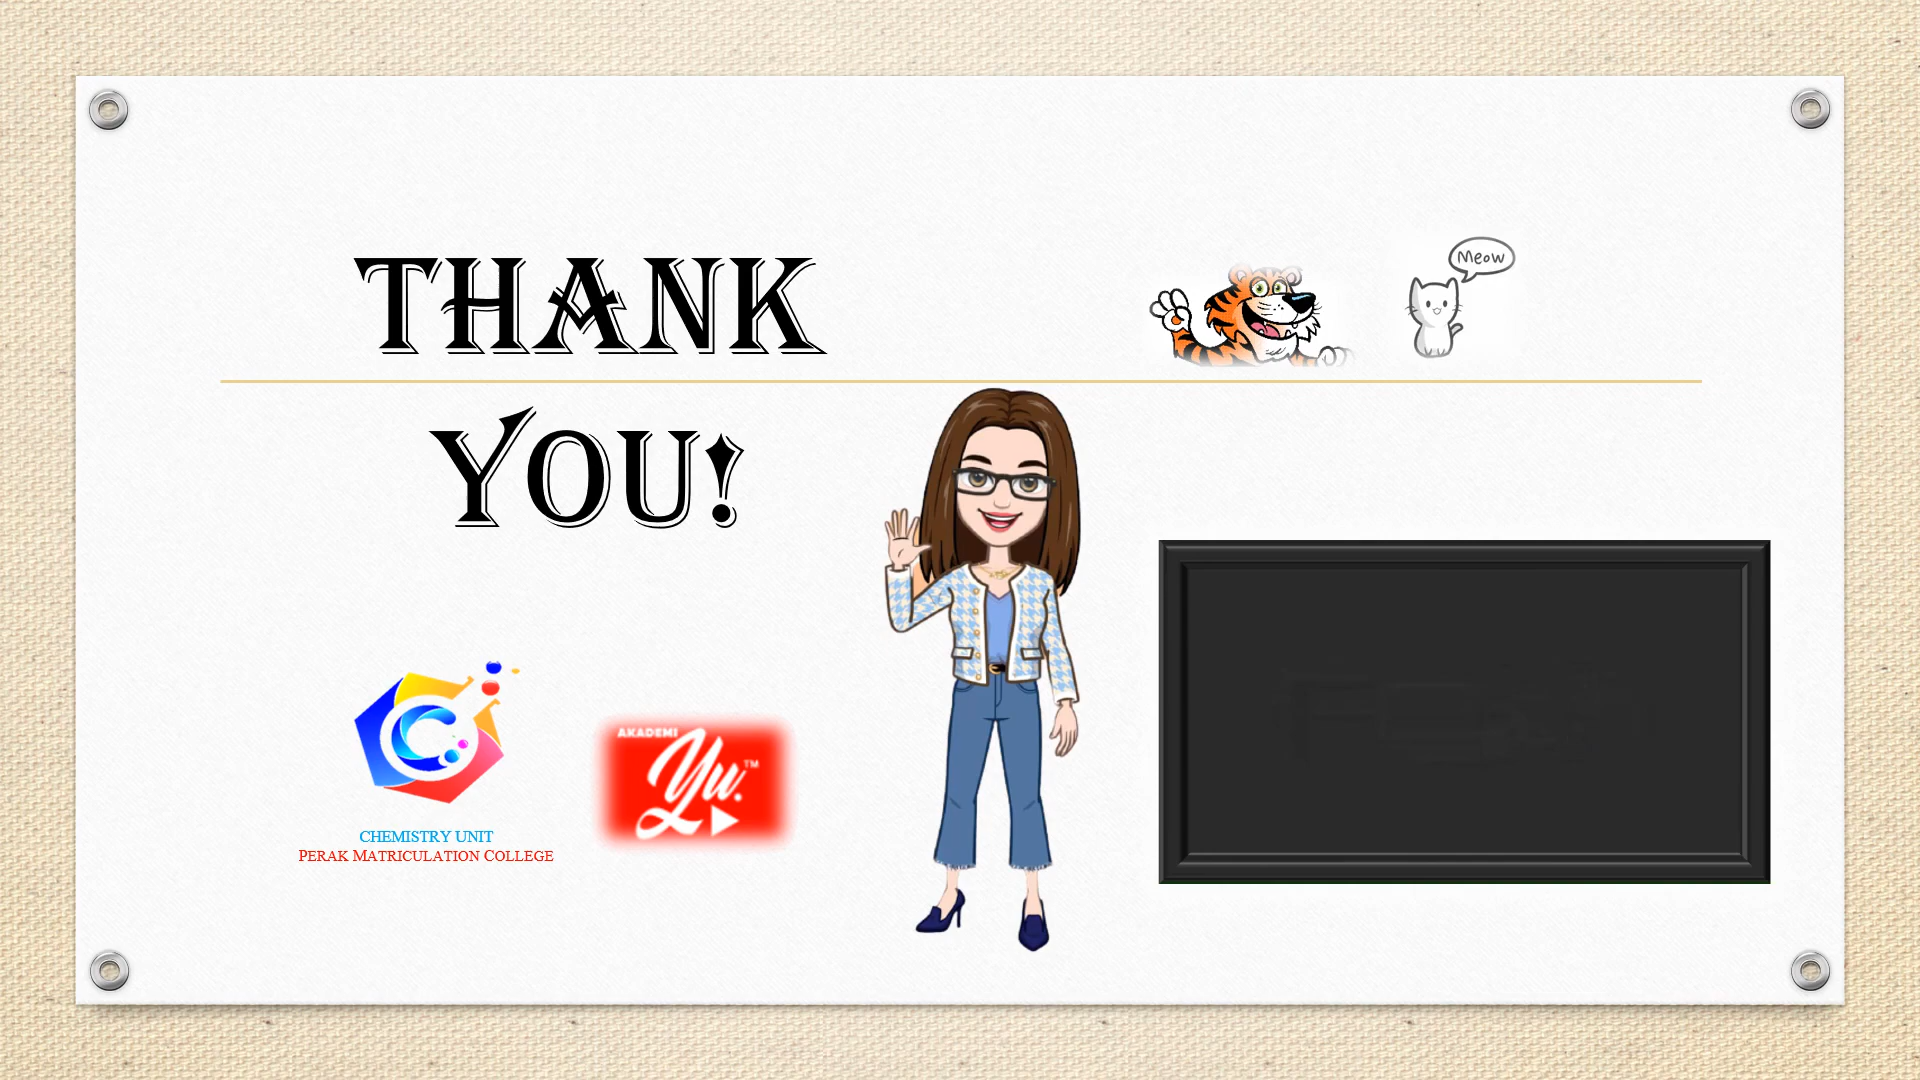 THANK
YOU!
Meow
AKADEMI
Yu.™
CHEMISTRY UNIT
PERAK MATRICULATION COLLEGE